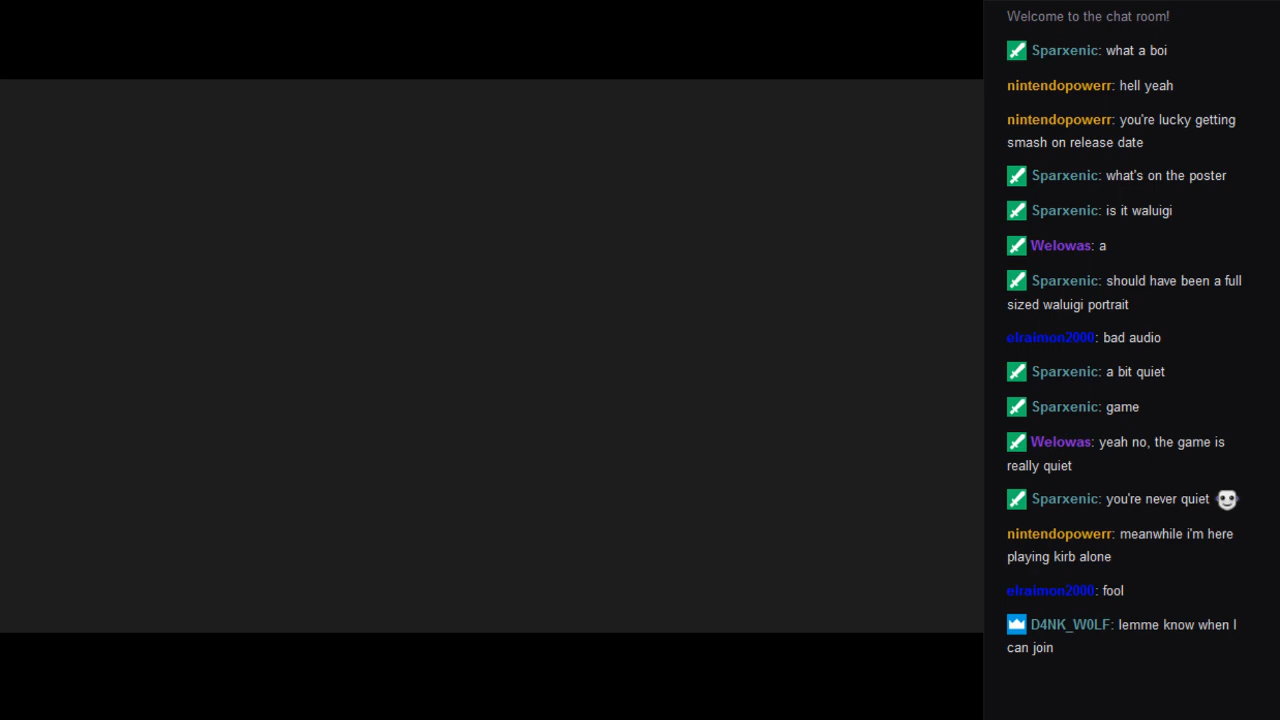 Welcome to the chat room!
Sparxenic: what a boi
nintendopowerr: hell yeah
nintendopowerr: you're lucky getting
smash on release date
Sparxenic: what's on the poster
Sparxenic: is it waluigi
Welowas: a
Sparxenic: should have been a full
sized waluigi portrait
elraimon2000: bad audio
Sparxenic: a bit quiet
Sparxenic: game
Welowas: yeah no, the game is
really quiet
Sparxenic: you're never quiet
nintendopowerr: meanwhile i'm here
playing kirb alone
elraimon2000: fool
D4NK_W0LF: lemme know when I
can join